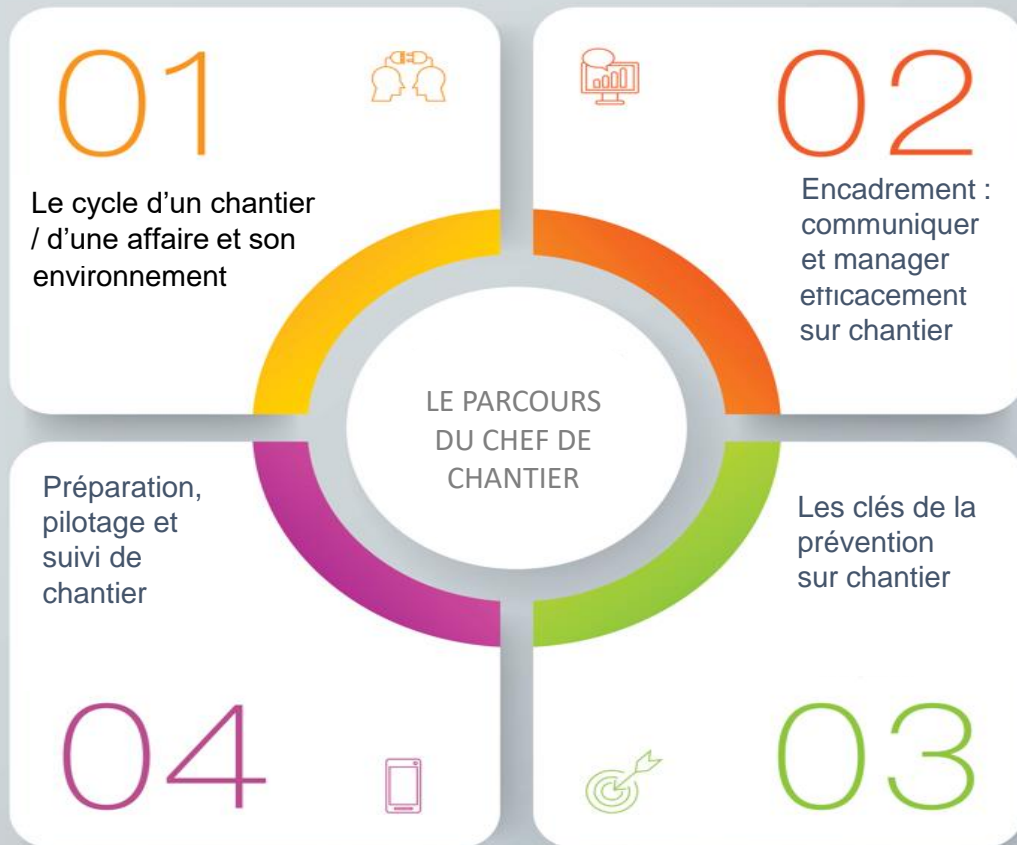 01
Le cycle d’un chantier
/ d’une affaire et son
environnement
02
Encadrement :
communiquer
et manager
efficacement
sur chantier
LE PARCOURS
DU CHEF DE
CHANTIER
Les clés de la
prévention
sur chantier
03
Préparation,
pilotage et
suivi de
chantier
04